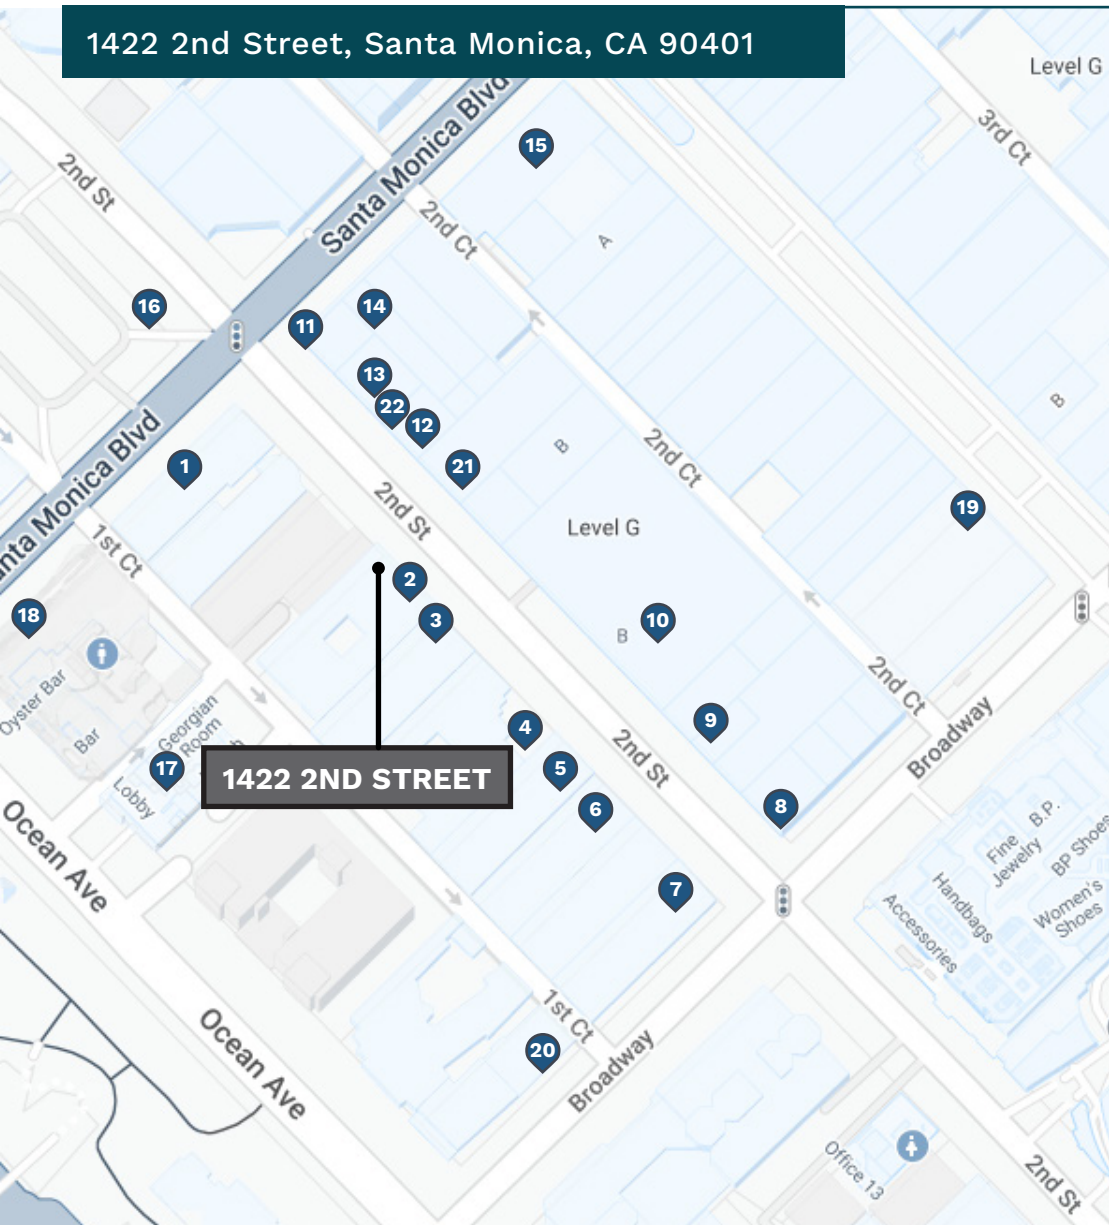 1422 2nd Street, Santa Monica, CA 90401
Level G
3rd Ct
Santa Monica Blvd
15
2nd St
2nd Ct
A
16
14
11
13
22
12
B
B
Santa Monica Blvd
1
21
2nd Ct
2nd St
Level G
19
1st Ct
2
3
10
B
18
Oyster Bar
Bar
Georgian
Room
2nd Ct
9
4
5
6
2nd St
Broadway
17
Lobby
1422 2ND STREET
8
Ocean Ave
Fine
Jewelry
B.P.
BP Shoes
Handbags
Women's
Shoes
Accessories
7
Ocean Ave
1st Ct
20
Broadway
Office 13
2nd St